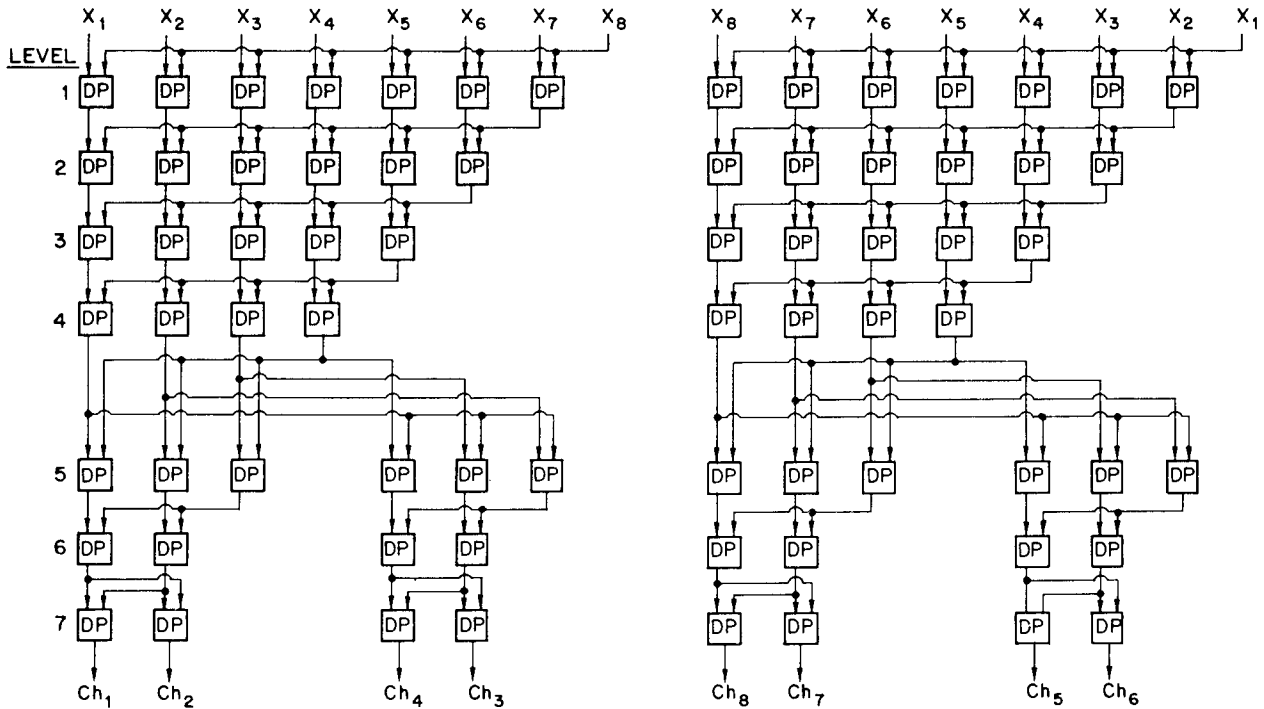 X₁ X₂ X₃ X₄ X₅ X₆ X₇ X₈ X₈ X₇ X₆ X₅ X₄ X₃ X₂ X₁
LEVEL
1 DP DP DP DP DP DP DP DP DP DP DP DP DP DP
2 DP DP DP DP DP DP DP DP DP DP DP DP
3 DP DP DP DP DP DP DP DP DP DP
4 DP DP DP DP DP DP DP DP
5 DP DP DP DP DP DP DP DP DP DP DP DP
6 DP DP DP DP DP DP DP DP
7 DP DP DP DP DP DP DP DP
Ch₁ Ch₂ Ch₄ Ch₃ Ch₈ Ch₇ Ch₅ Ch₆